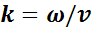 k = ω/v